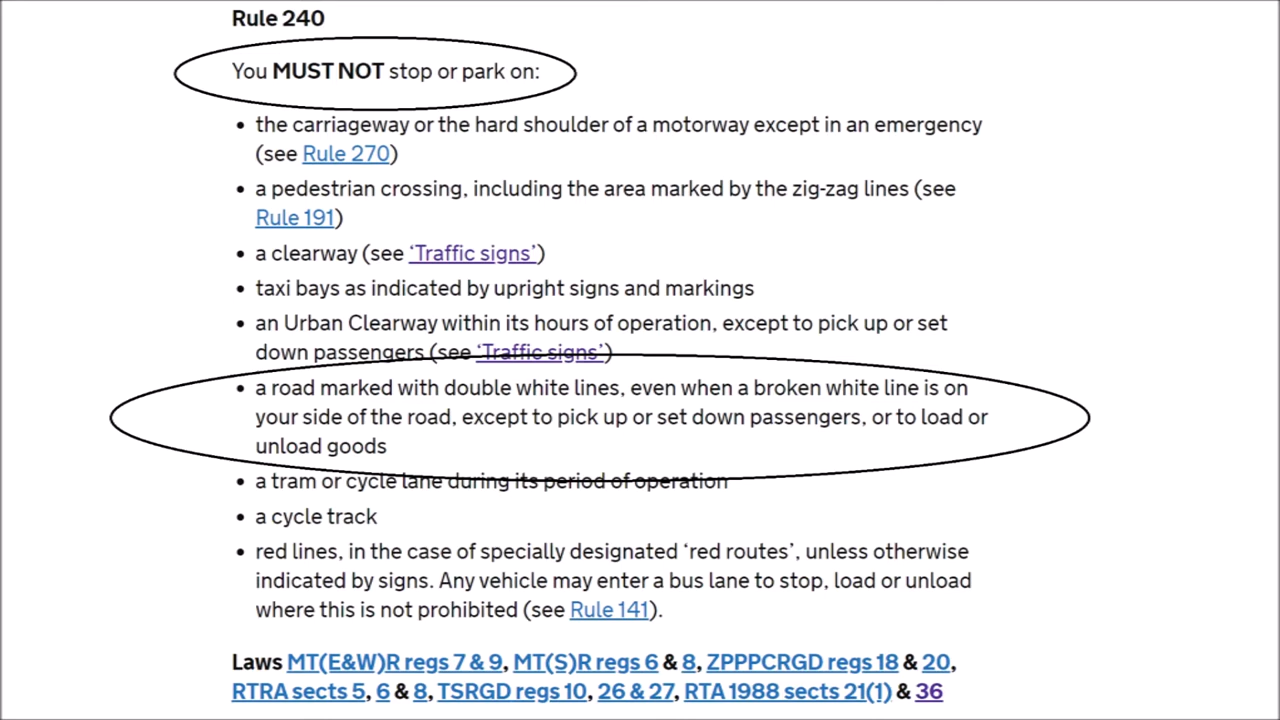 Rule 240
You MUST NOT stop or park on:
• the carriageway or the hard shoulder of a motorway except in an emergency
(see Rule 270)
• a pedestrian crossing, including the area marked by the zig-zag lines (see
Rule 191)
• a clearway (see ‘Traffic signs’)
• taxi bays as indicated by upright signs and markings
• an Urban Clearway within its hours of operation, except to pick up or set
down passengers (see ‘Traffic signs’)
• a road marked with double white lines, even when a broken white line is on
your side of the road, except to pick up or set down passengers, or to load or
unload goods
• a tram or cycle lane during its period of operation
• a cycle track
• red lines, in the case of specially designated ‘red routes’, unless otherwise
indicated by signs. Any vehicle may enter a bus lane to stop, load or unload
where this is not prohibited (see Rule 141).
Laws MT(E&W)R regs 7 & 9, MT(S)R regs 6 & 8, ZPPPCRGD regs 18 & 20,
RTRA sects 5, 6 & 8, TSRGD regs 10, 26 & 27, RTA 1988 sects 21(1) & 36